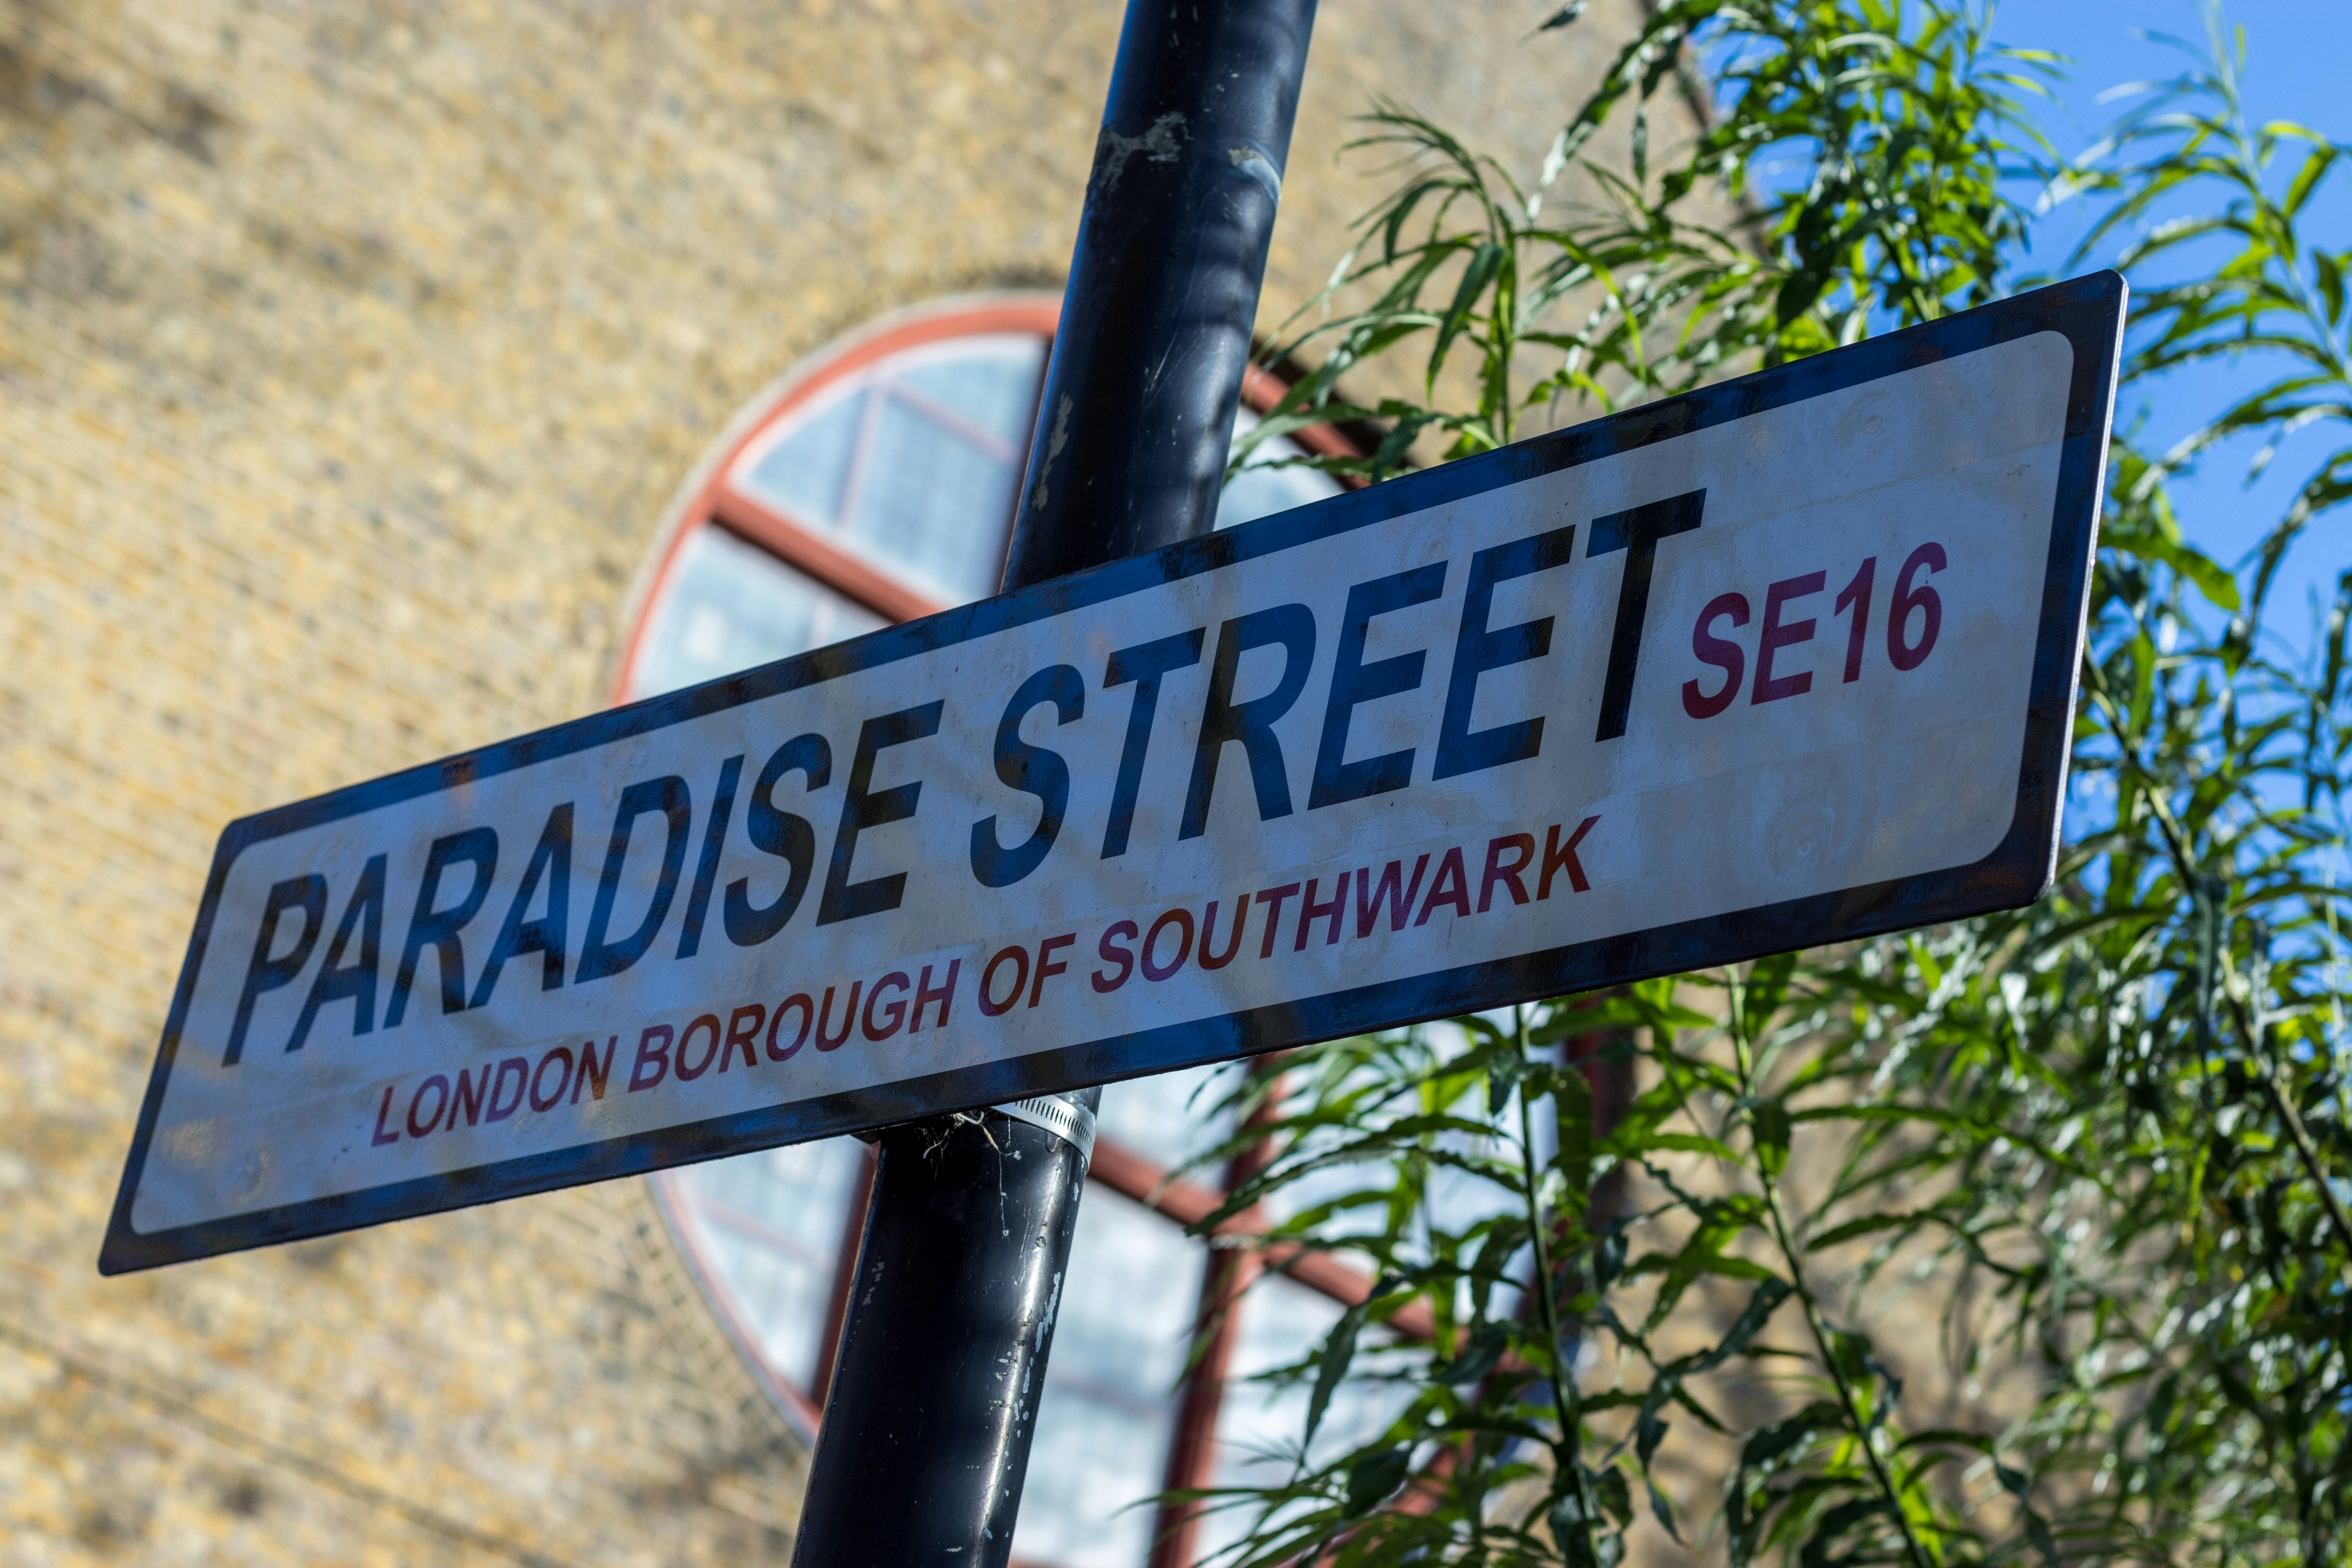 PARADISE STREET SE16
LONDON BOROUGH OF SOUTHWARK